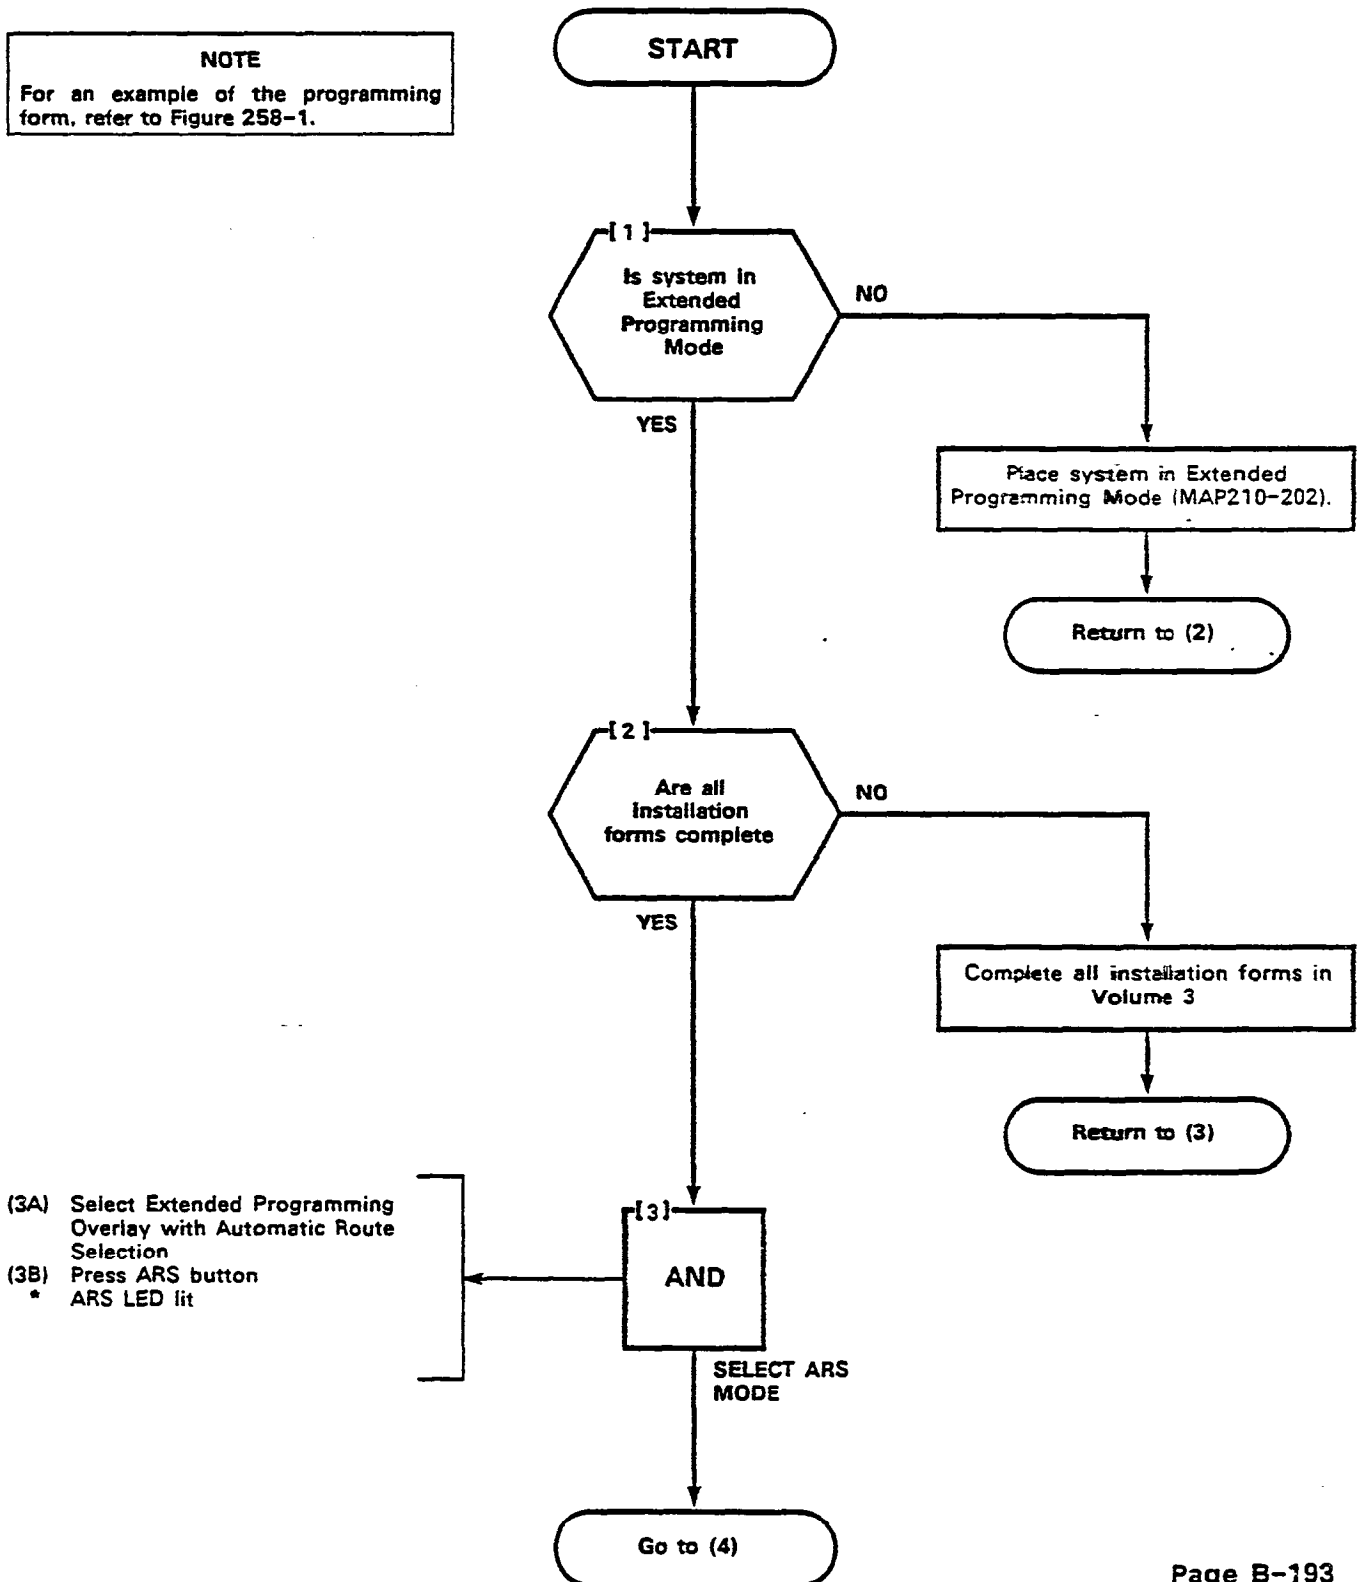 NOTE
For an example of the programming
form, refer to Figure 258-1.
START
[1]
Is system in
Extended
Programming
Mode
NO
YES
Place system in Extended
Programming Mode (MAP210-202).
Return to (2)
[2]
Are all
installation
forms complete
NO
YES
Complete all installation forms in
Volume 3
Return to (3)
(3A) Select Extended Programming
Overlay with Automatic Route
Selection
(3B) Press ARS button
* ARS LED lit
[3]
AND
SELECT ARS
MODE
Go to (4)
Page B-193